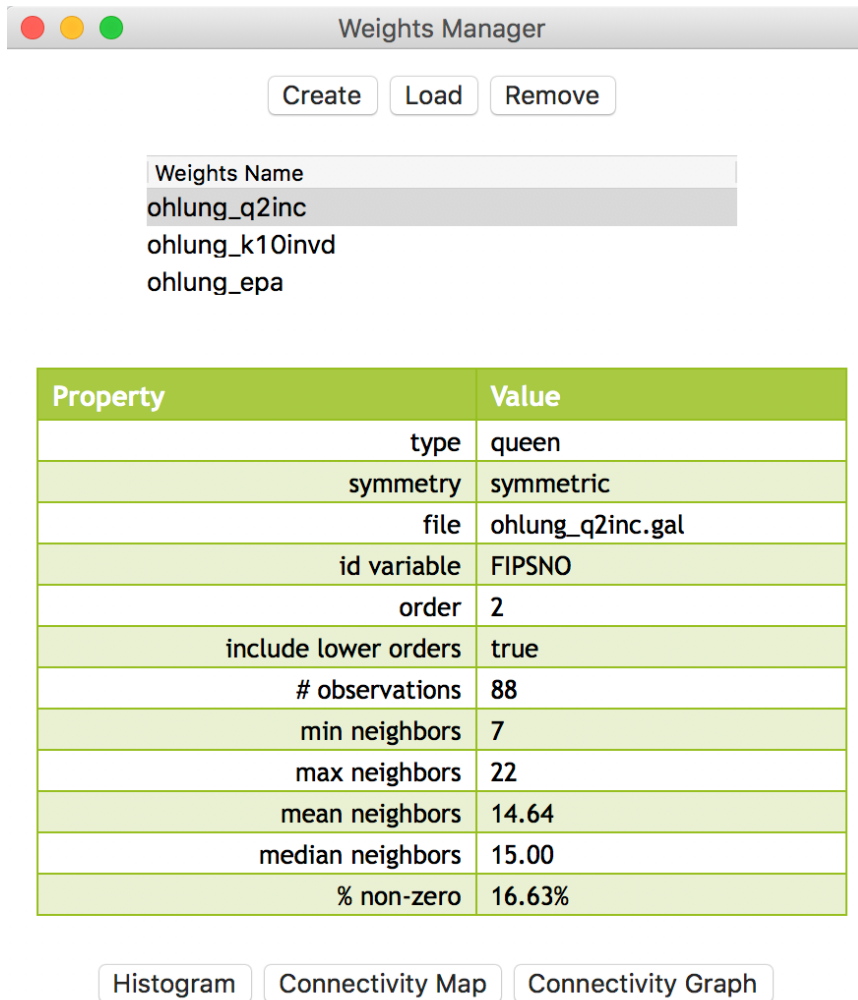 Weights Manager
Create Load Remove
Weights Name
ohlung_q2inc
ohlung_k10invd
ohlung_epa
Property Value
type queen
symmetry symmetric
file ohlung_q2inc.gal
id variable FIPSNO
order 2
include lower orders true
# observations 88
min neighbors 7
max neighbors 22
mean neighbors 14.64
median neighbors 15.00
% non-zero 16.63%
Histogram Connectivity Map Connectivity Graph